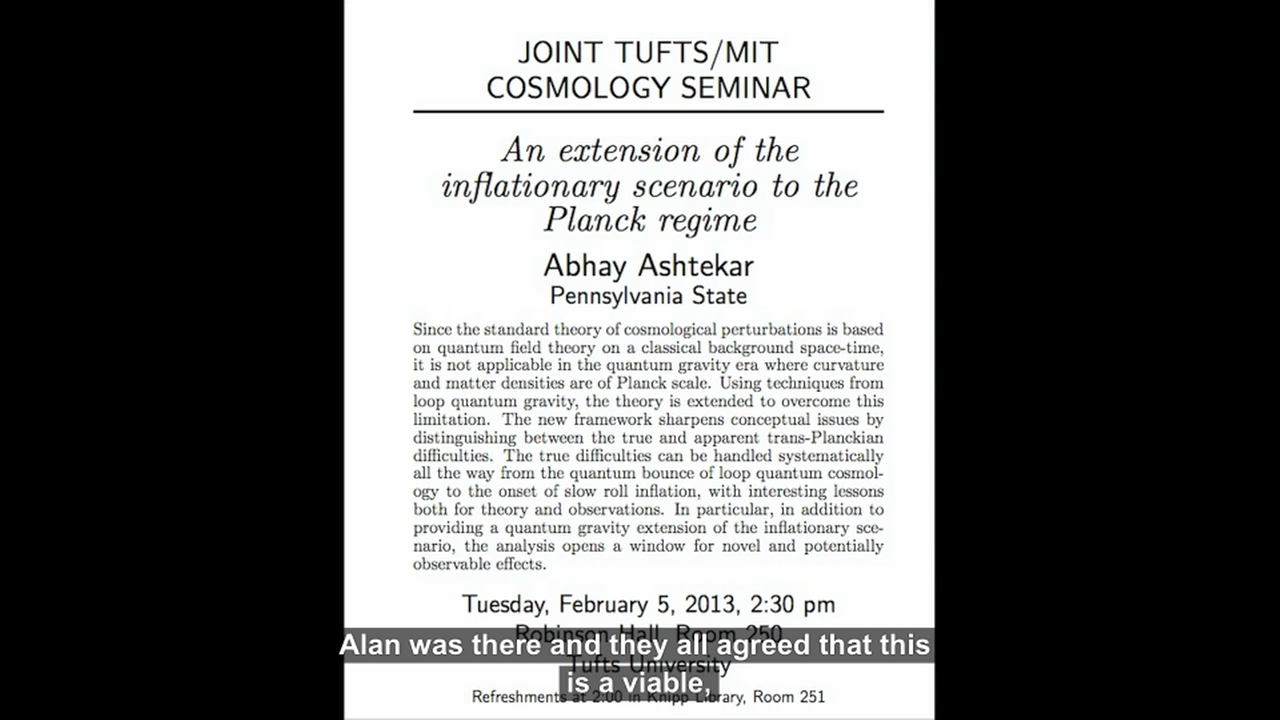 JOINT TUFTS/MIT
COSMOLOGY SEMINAR
An extension of the
inflationary scenario to the
Planck regime
Abhay Ashtekar
Pennsylvania State
Since the standard theory of cosmological perturbations is based
on quantum field theory on a classical background space-time,
it is not applicable in the quantum gravity era where curvature
and matter densities are of Planck scale. Using techniques from
loop quantum gravity, the theory is extended to overcome this
limitation. The new framework sharpens conceptual issues by
distinguishing between the true and apparent trans-Planckian
difficulties. The true difficulties can be handled systematically
all the way from the quantum bounce of loop quantum cosmol-
ogy to the onset of slow roll inflation, with interesting lessons
both for theory and observations. In particular, in addition to
providing a quantum gravity extension of the inflationary sce-
nario, the analysis opens a window for novel and potentially
observable effects.
Tuesday, February 5, 2013, 2:30 pm
Robinson Hall, Room 250
Alan was there and they all agreed that this
Tufts University
is a viable,
Refreshments at 2:00 in Knipp Library, Room 251